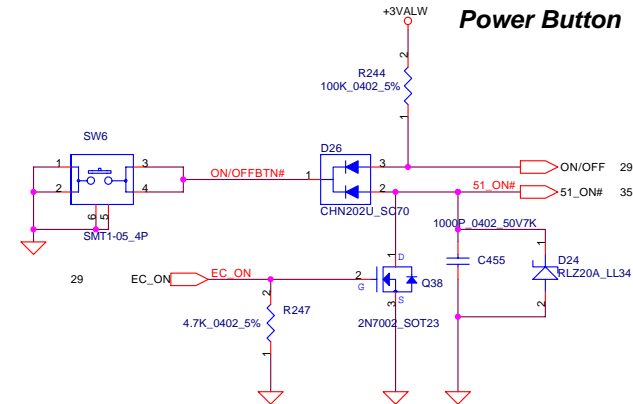 +3VALW
Power Button
2
R244
100K_0402_5%
1
SW6
D26
1 3
ON/OFFBTN# 1 3 ON/OFF 29
2 4
2 51_ON# 51_ON# 35
6 5
SMT1-05_4P
CHN202U_SC70
1000P_0402_50V7K
1 D
1
C455
D24
RLZ20A_LL34
29 EC_ON EC_ON 2
G
Q38
2
2
R247
3 S
4.7K_0402_5%
2N7002_SOT23
1